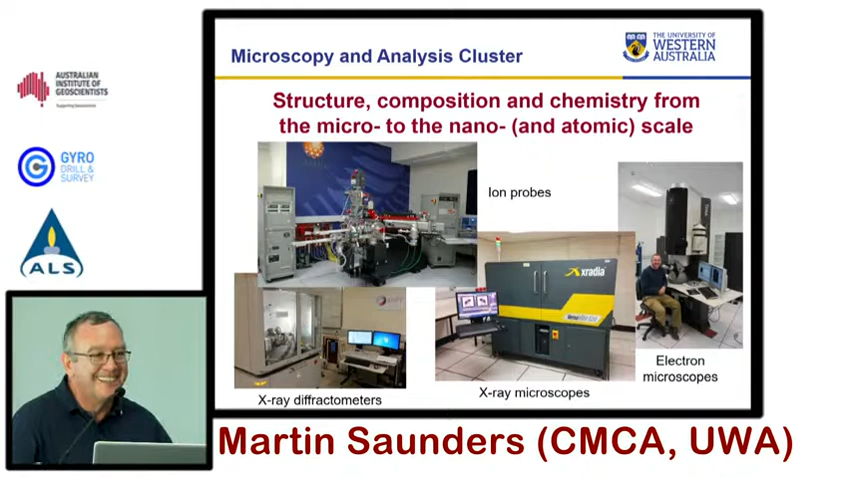 AUSTRALIAN
INSTITUTE OF
GEOSCIENTISTS
GYRO
DRILL &
SURVEY
ALS
Microscopy and Analysis Cluster
THE UNIVERSITY OF
WESTERN
AUSTRALIA
Structure, composition and chemistry from
the micro- to the nano- (and atomic) scale
Ion probes
xradia
X-ray diffractometers
X-ray microscopes
Electron
microscopes
Martin Saunders (CMCA, UWA)